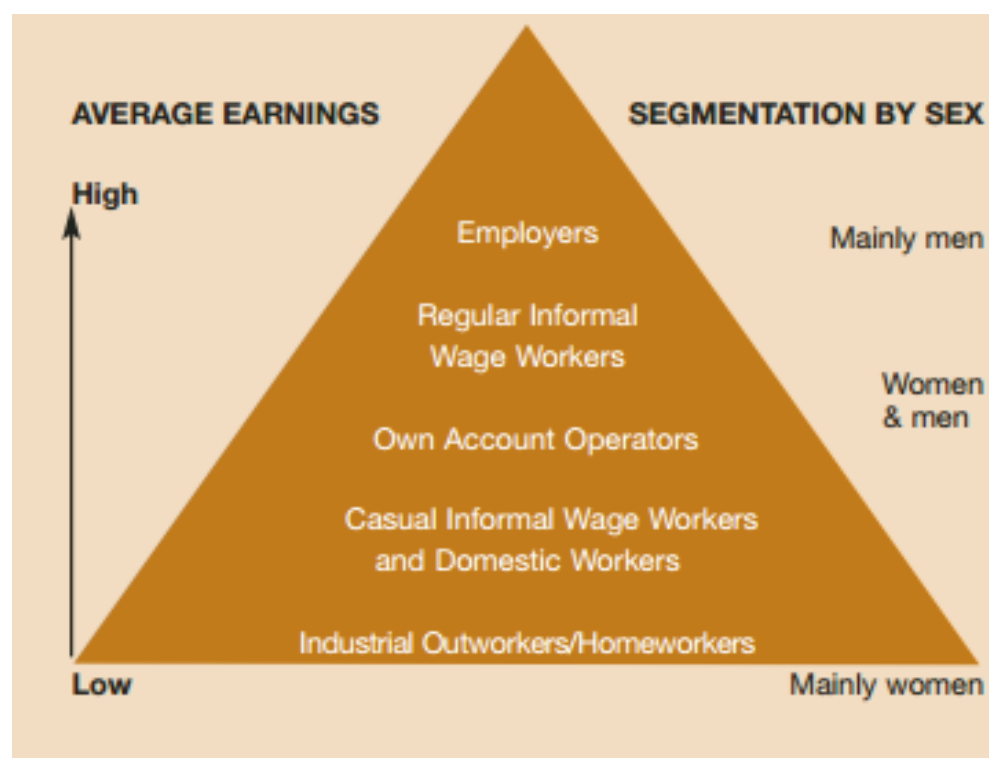 AVERAGE EARNINGS
SEGMENTATION BY SEX
High
Employers
Mainly men
Regular Informal
Wage Workers
Women
& men
Own Account Operators
Casual Informal Wage Workers
and Domestic Workers
Industrial Outworkers/Homeworkers
Low
Mainly women